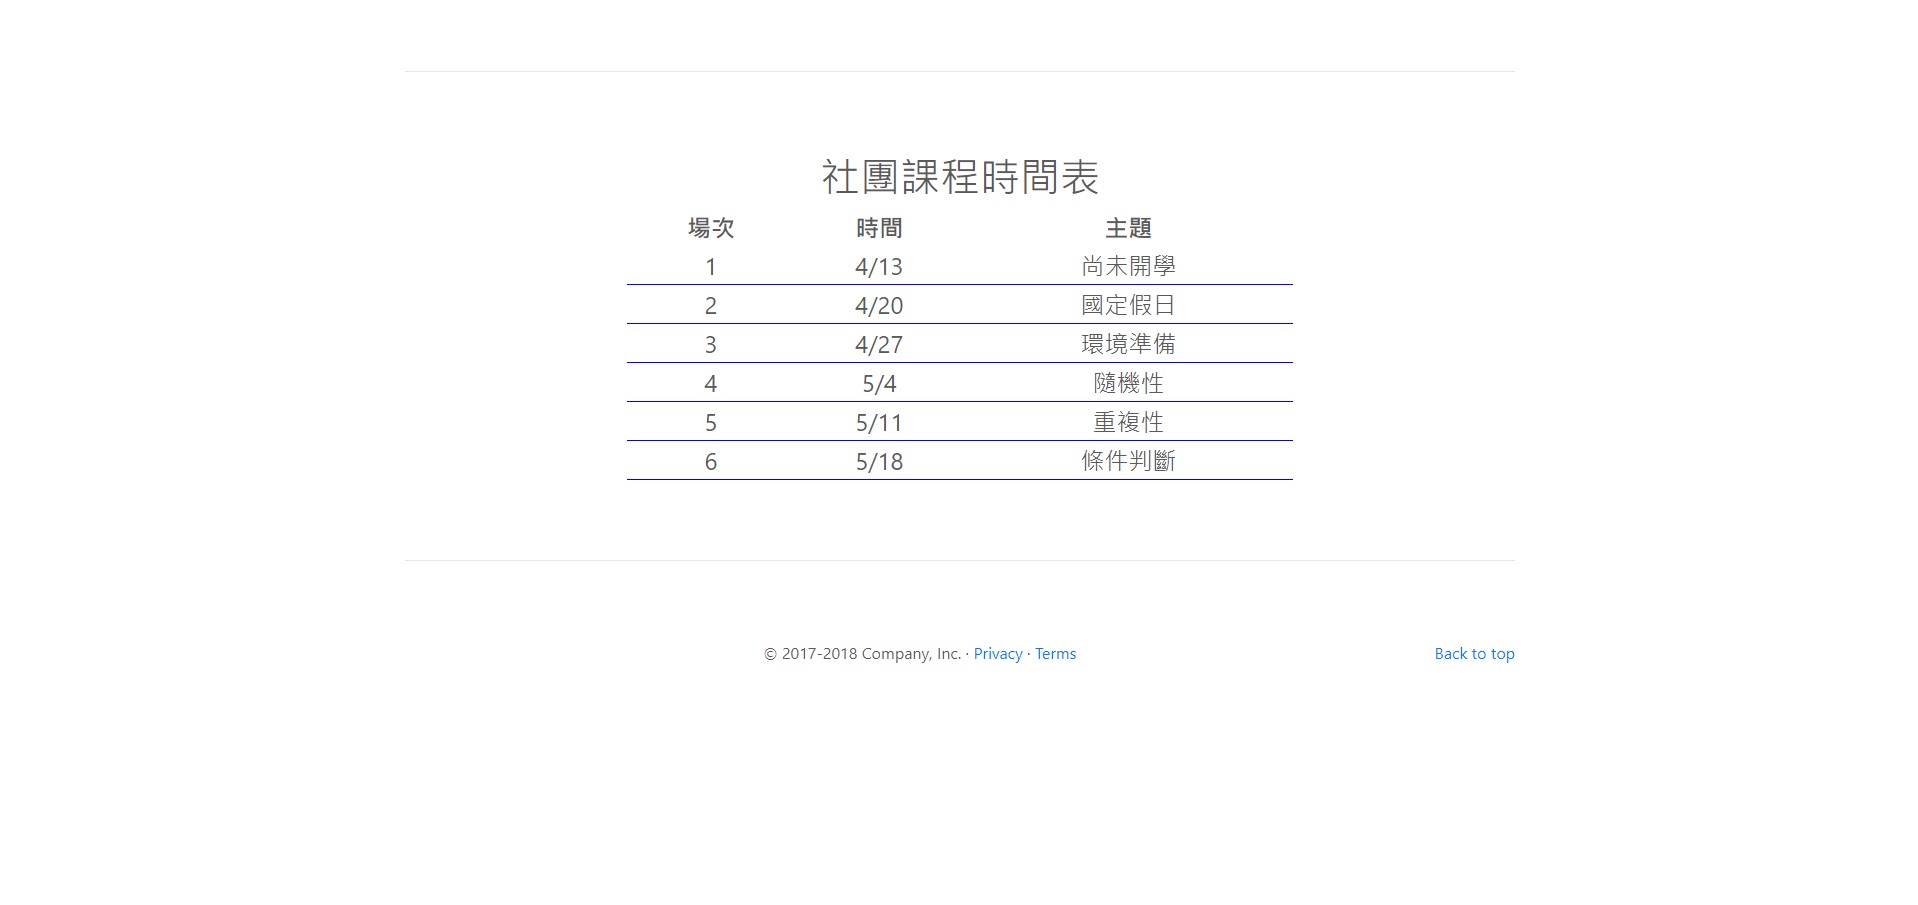 社團課程時間表
場次 時間 主題
1 4/13 尚未開學
2 4/20 國定假日
3 4/27 環境準備
4 5/4 隨機性
5 5/11 重複性
6 5/18 條件判斷
© 2017-2018 Company, Inc. · Privacy · Terms Back to top